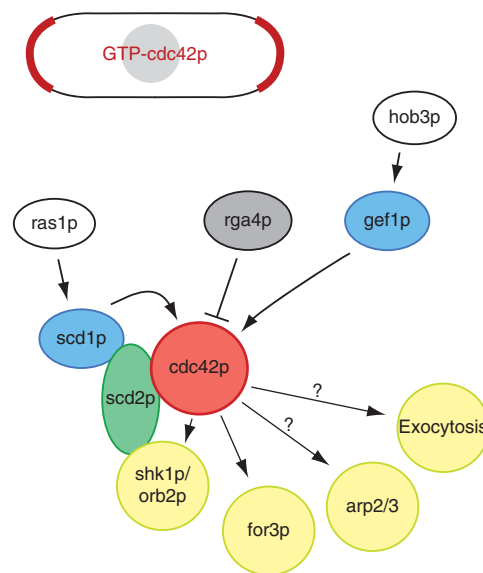 GTP-cdc42p
hob3p
ras1p
rga4p
gef1p
scd1p
cdc42p
scd2p
?
?
Exocytosis
shk1p/
orb2p
for3p
arp2/3